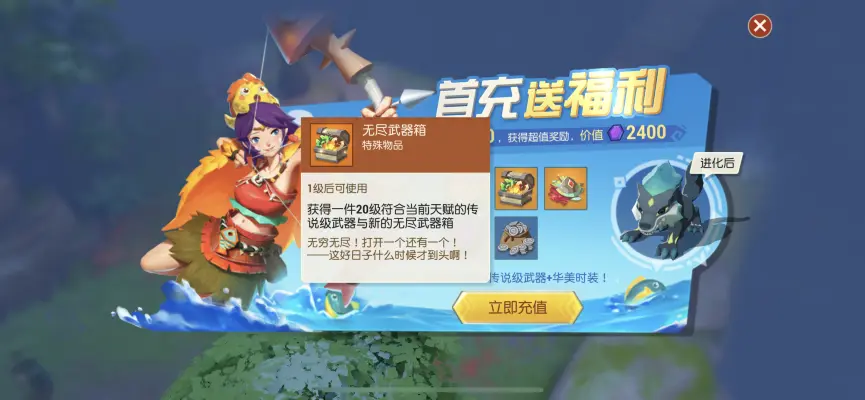 首充送福利
0，获得超值奖励，价值2400
进化后
无尽武器箱
特殊物品
1级后可使用
获得一件20级符合当前天赋的传
说级武器与新的无尽武器箱
无穷无尽！打开一个还有一个！
——这好日子什么时候才到头啊！
传说级武器+华美时装！
立即充值